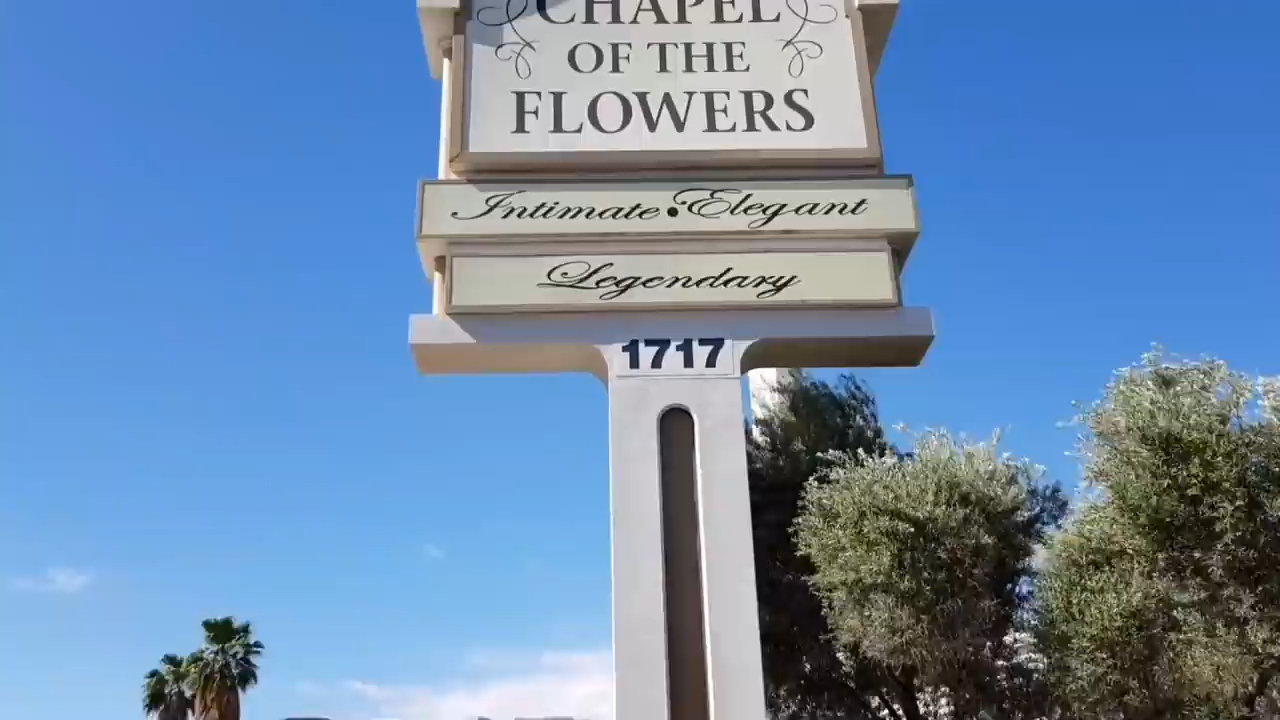 CHAPEL
OF THE
FLOWERS
Intimate • Elegant
Legendary
1717